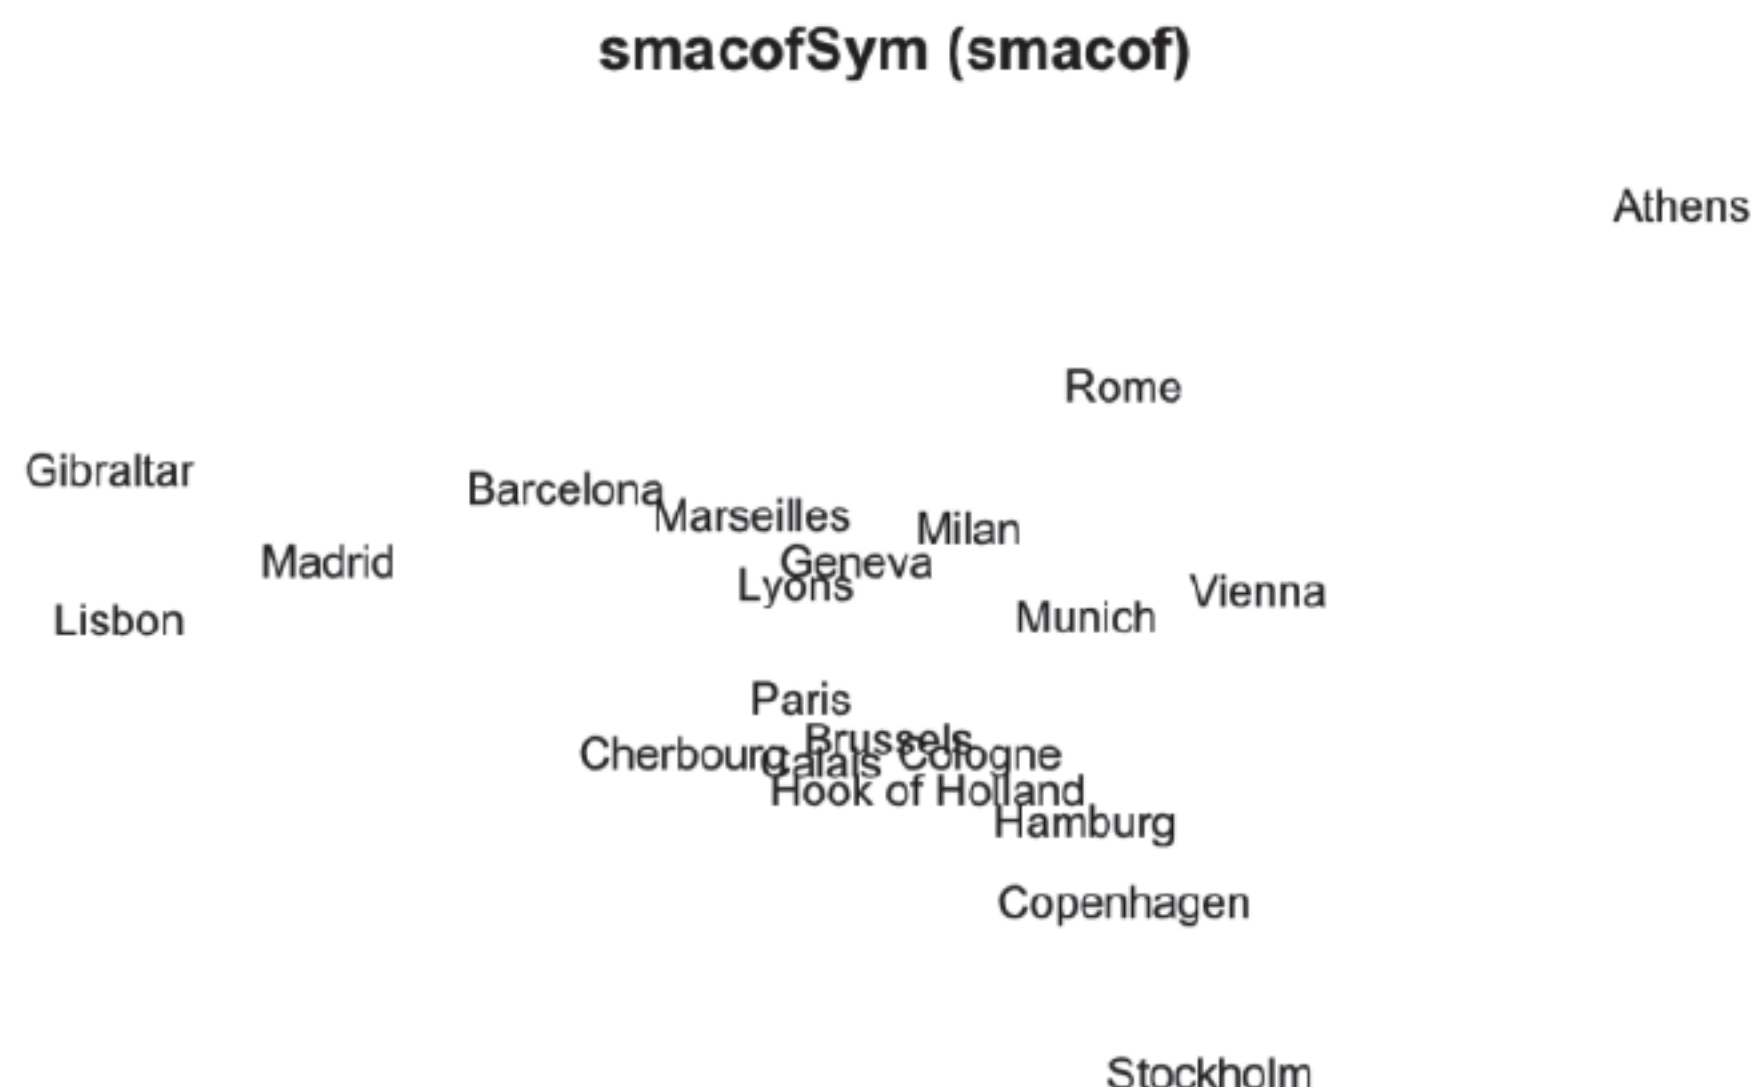 smacofSym (smacof)
Athens
Rome
Gibraltar
Barcelona
Marseilles
Milan
Madrid
Geneva
Lyons
Vienna
Lisbon
Munich
Paris
Brussels
Cherbourg
Calais
Cologne
Hook of Holland
Hamburg
Copenhagen
Stockholm